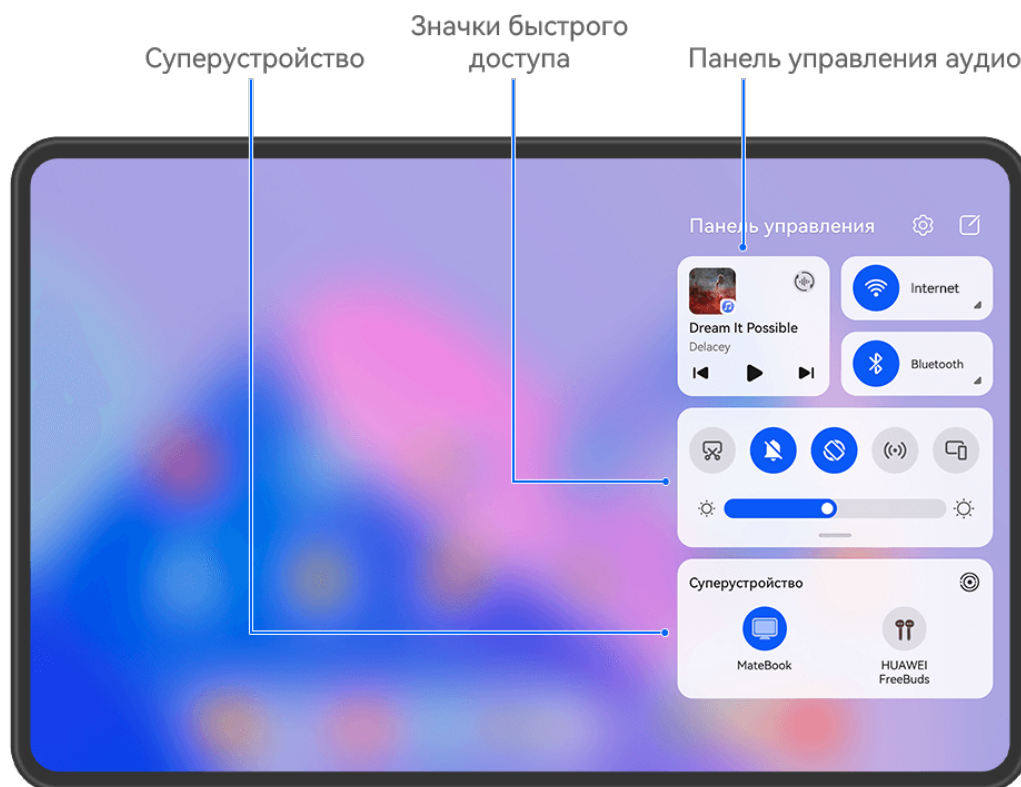 Значки быстрого
доступа
Суперустройство
Панель управления аудио
Панель управления
Dream It Possible
Delacey
Internet
Bluetooth
Суперустройство
MateBook
HUAWEI
FreeBuds